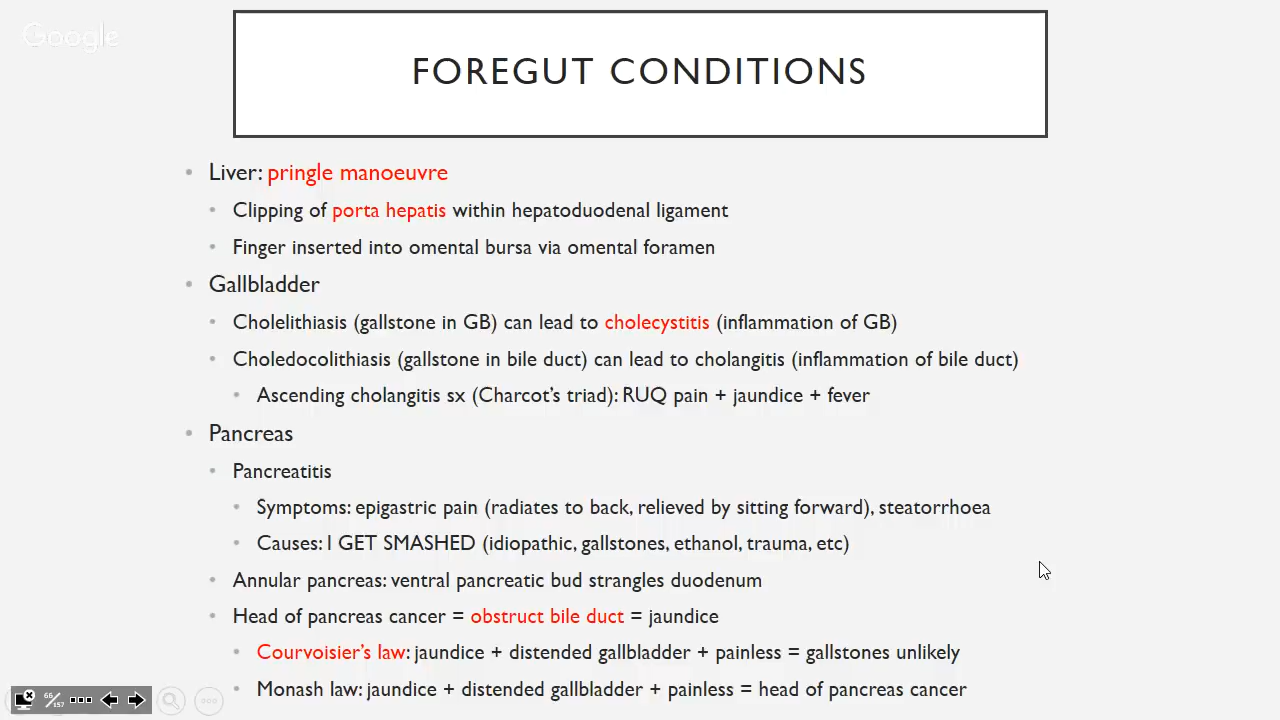 Google
FOREGUT CONDITIONS
• Liver: pringle manoeuvre
• Clipping of porta hepatis within hepatoduodenal ligament
• Finger inserted into omental bursa via omental foramen
• Gallbladder
• Cholelithiasis (gallstone in GB) can lead to cholecystitis (inflammation of GB)
• Choledocolithiasis (gallstone in bile duct) can lead to cholangitis (inflammation of bile duct)
• Ascending cholangitis sx (Charcot's triad): RUQ pain + jaundice + fever
• Pancreas
• Pancreatitis
• Symptoms: epigastric pain (radiates to back, relieved by sitting forward), steatorrhoea
• Causes: I GET SMASHED (idiopathic, gallstones, ethanol, trauma, etc)
• Annular pancreas: ventral pancreatic bud strangles duodenum
• Head of pancreas cancer = obstruct bile duct = jaundice
• Courvoisier's law: jaundice + distended gallbladder + painless = gallstones unlikely
• Monash law: jaundice + distended gallbladder + painless = head of pancreas cancer
66/157